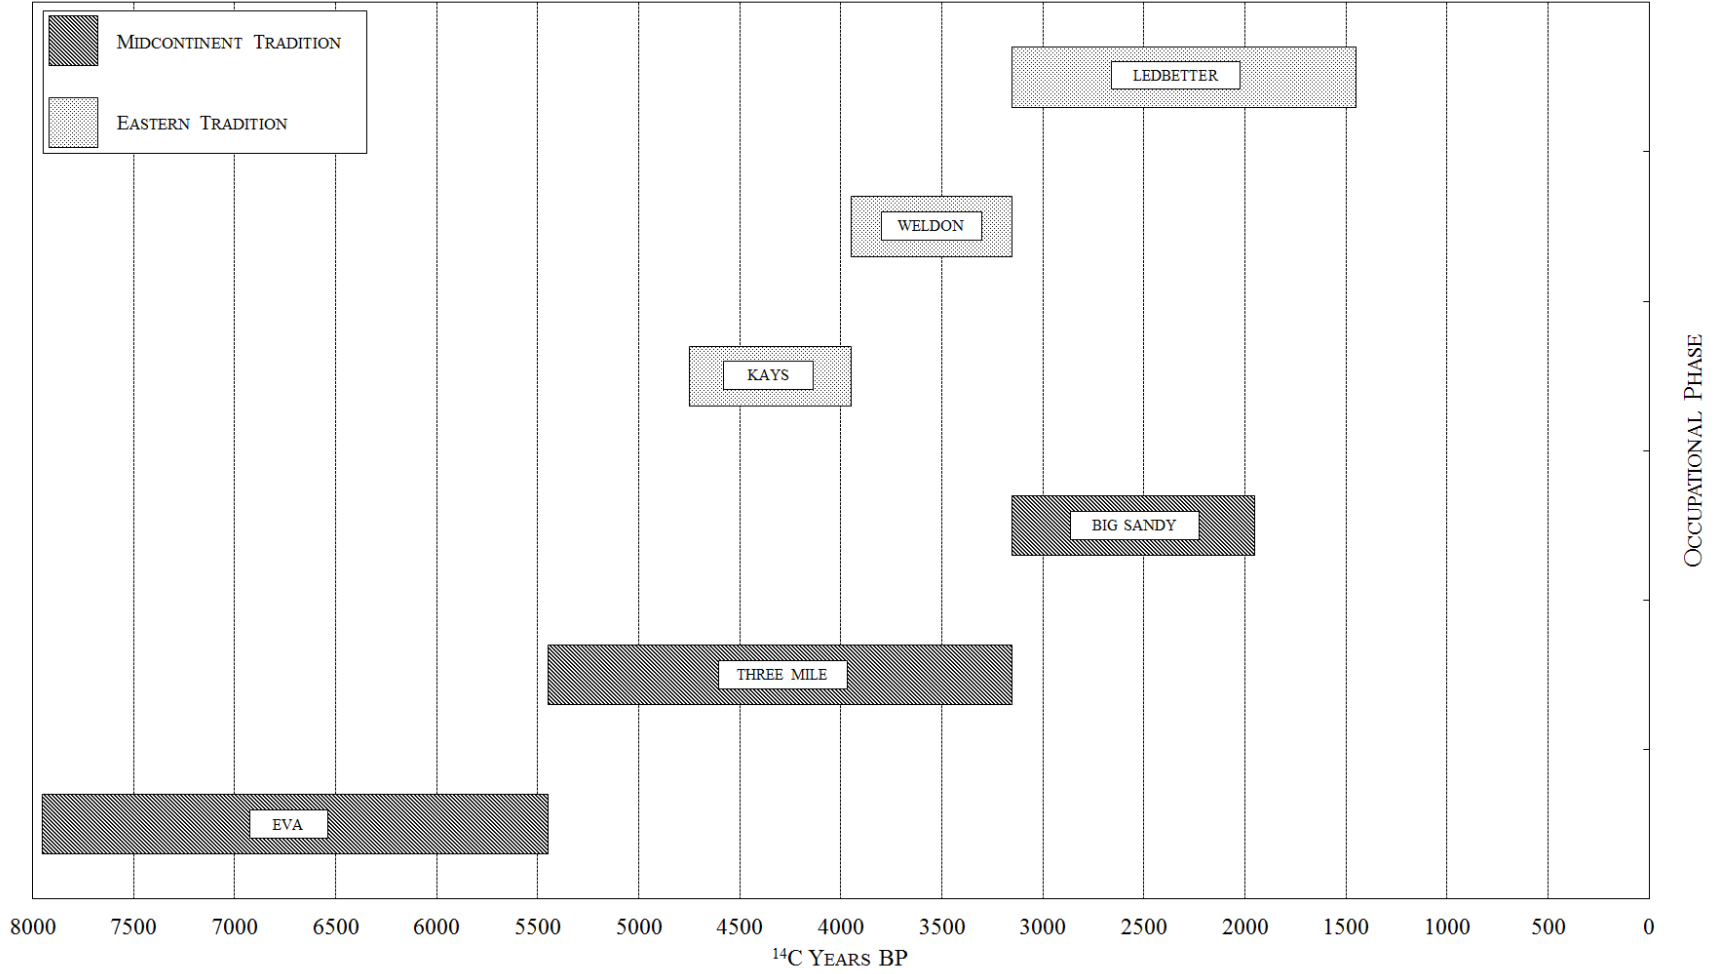 MIDCONTINENT TRADITION
EASTERN TRADITION
LEDBETTER
WELDON
KAYS
BIG SANDY
THREE MILE
EVA
OCCUPATIONAL PHASE
8000 7500 7000 6500 6000 5500 5000 4500 4000 3500 3000 2500 2000 1500 1000 500 0
¹⁴C YEARS BP